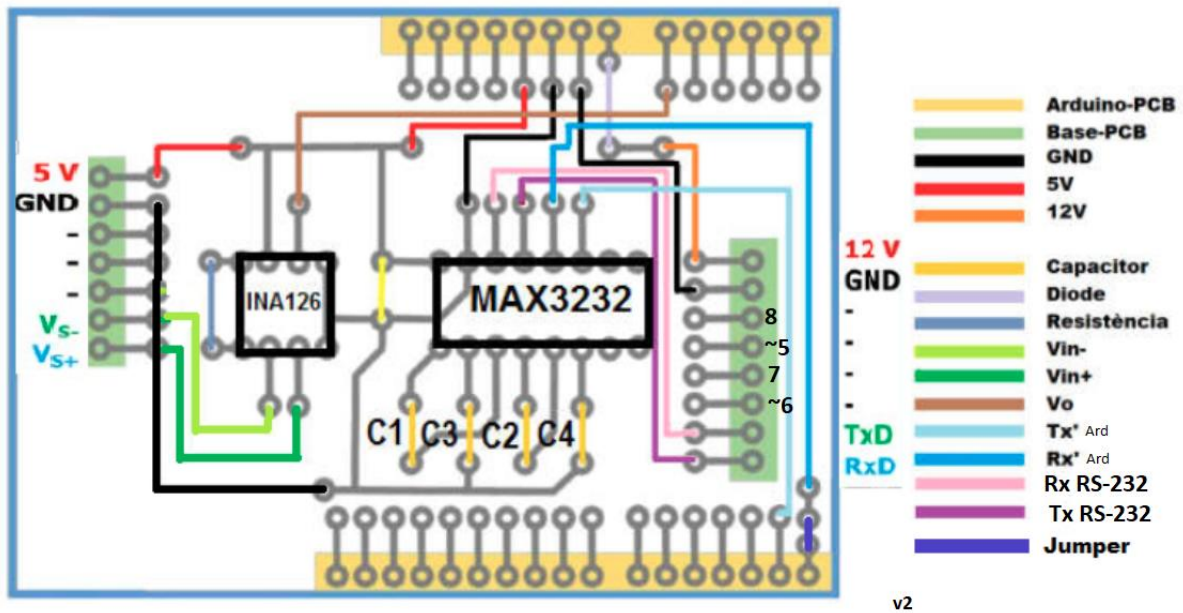 5 V
GND
-
-
-
VS-
VS+
INA126
MAX3232
C1
C3
C2
C4
8
~5
7
~6
12 V
GND
-
-
-
-
TxD
RxD
Arduino-PCB
Base-PCB
GND
5V
12V
Capacitor
Diode
Resistència
Vin-
Vin+
Vo
Tx' Ard
Rx' Ard
Rx RS-232
Tx RS-232
Jumper
v2